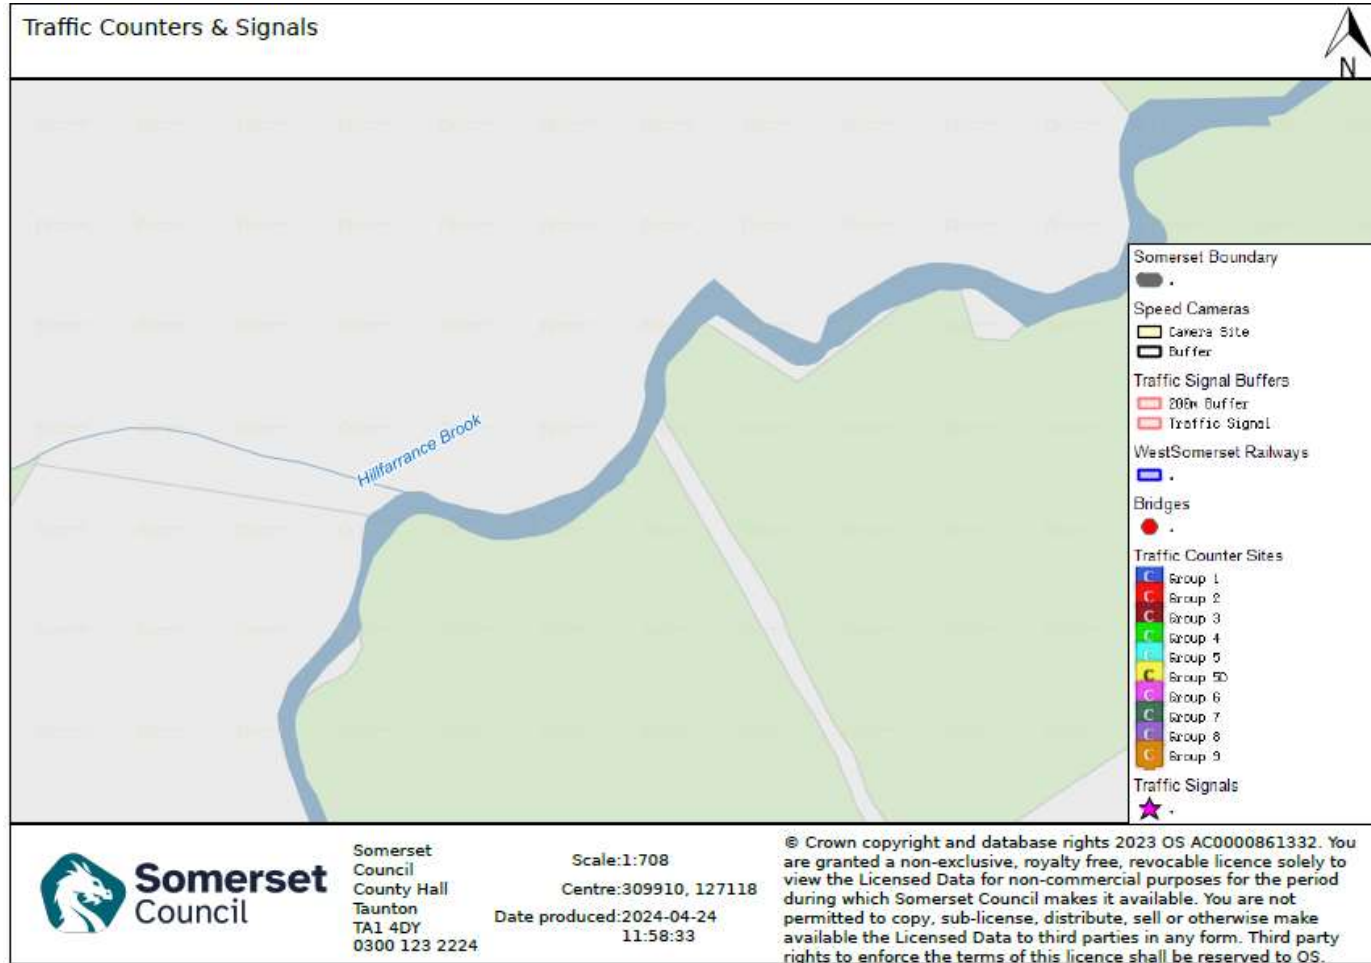 Traffic Counters & Signals
N
Hillfarrance Brook
Somerset Boundary
.
Speed Cameras
Camera Site
Buffer
Traffic Signal Buffers
200m Buffer
Traffic Signal
WestSomerset Railways
.
Bridges
.
Traffic Counter Sites
C Group 1
C Group 2
C Group 3
C Group 4
C Group 5
C Group 5D
C Group 6
C Group 7
C Group 8
C Group 9
Traffic Signals
.
Somerset
Council
Somerset
Council
County Hall
Taunton
TA1 4DY
0300 123 2224
Scale:1:708
Centre:309910, 127118
Date produced:2024-04-24
11:58:33
© Crown copyright and database rights 2023 OS AC0000861332. You
are granted a non-exclusive, royalty free, revocable licence solely to
view the Licensed Data for non-commercial purposes for the period
during which Somerset Council makes it available. You are not
permitted to copy, sub-license, distribute, sell or otherwise make
available the Licensed Data to third parties in any form. Third party
rights to enforce the terms of this licence shall be reserved to OS.